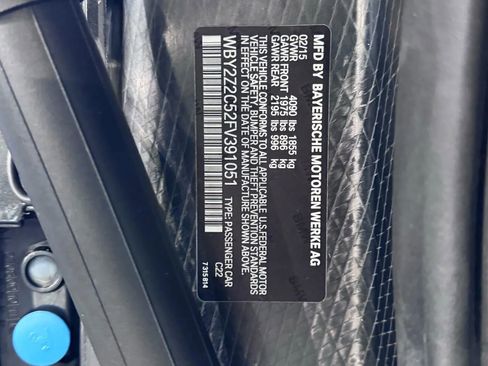 MFD BY BAYERISCHE MOTOREN WERKE AG
02/15
GVWR 4090 lbs 1855 kg
GAWR FRONT 1975 lbs 896 kg
GAWR REAR 2195 lbs 996 kg
THIS VEHICLE CONFORMS TO ALL APPLICABLE U.S.FEDERAL MOTOR
VEHICLE SAFETY, BUMPER AND THEFT PREVENTION STANDARDS
IN EFFECT ON THE DATE OF MANUFACTURE SHOWN ABOVE.
WBY2Z2C52FV391051 TYPE: PASSENGER CAR
C22
7 315 814